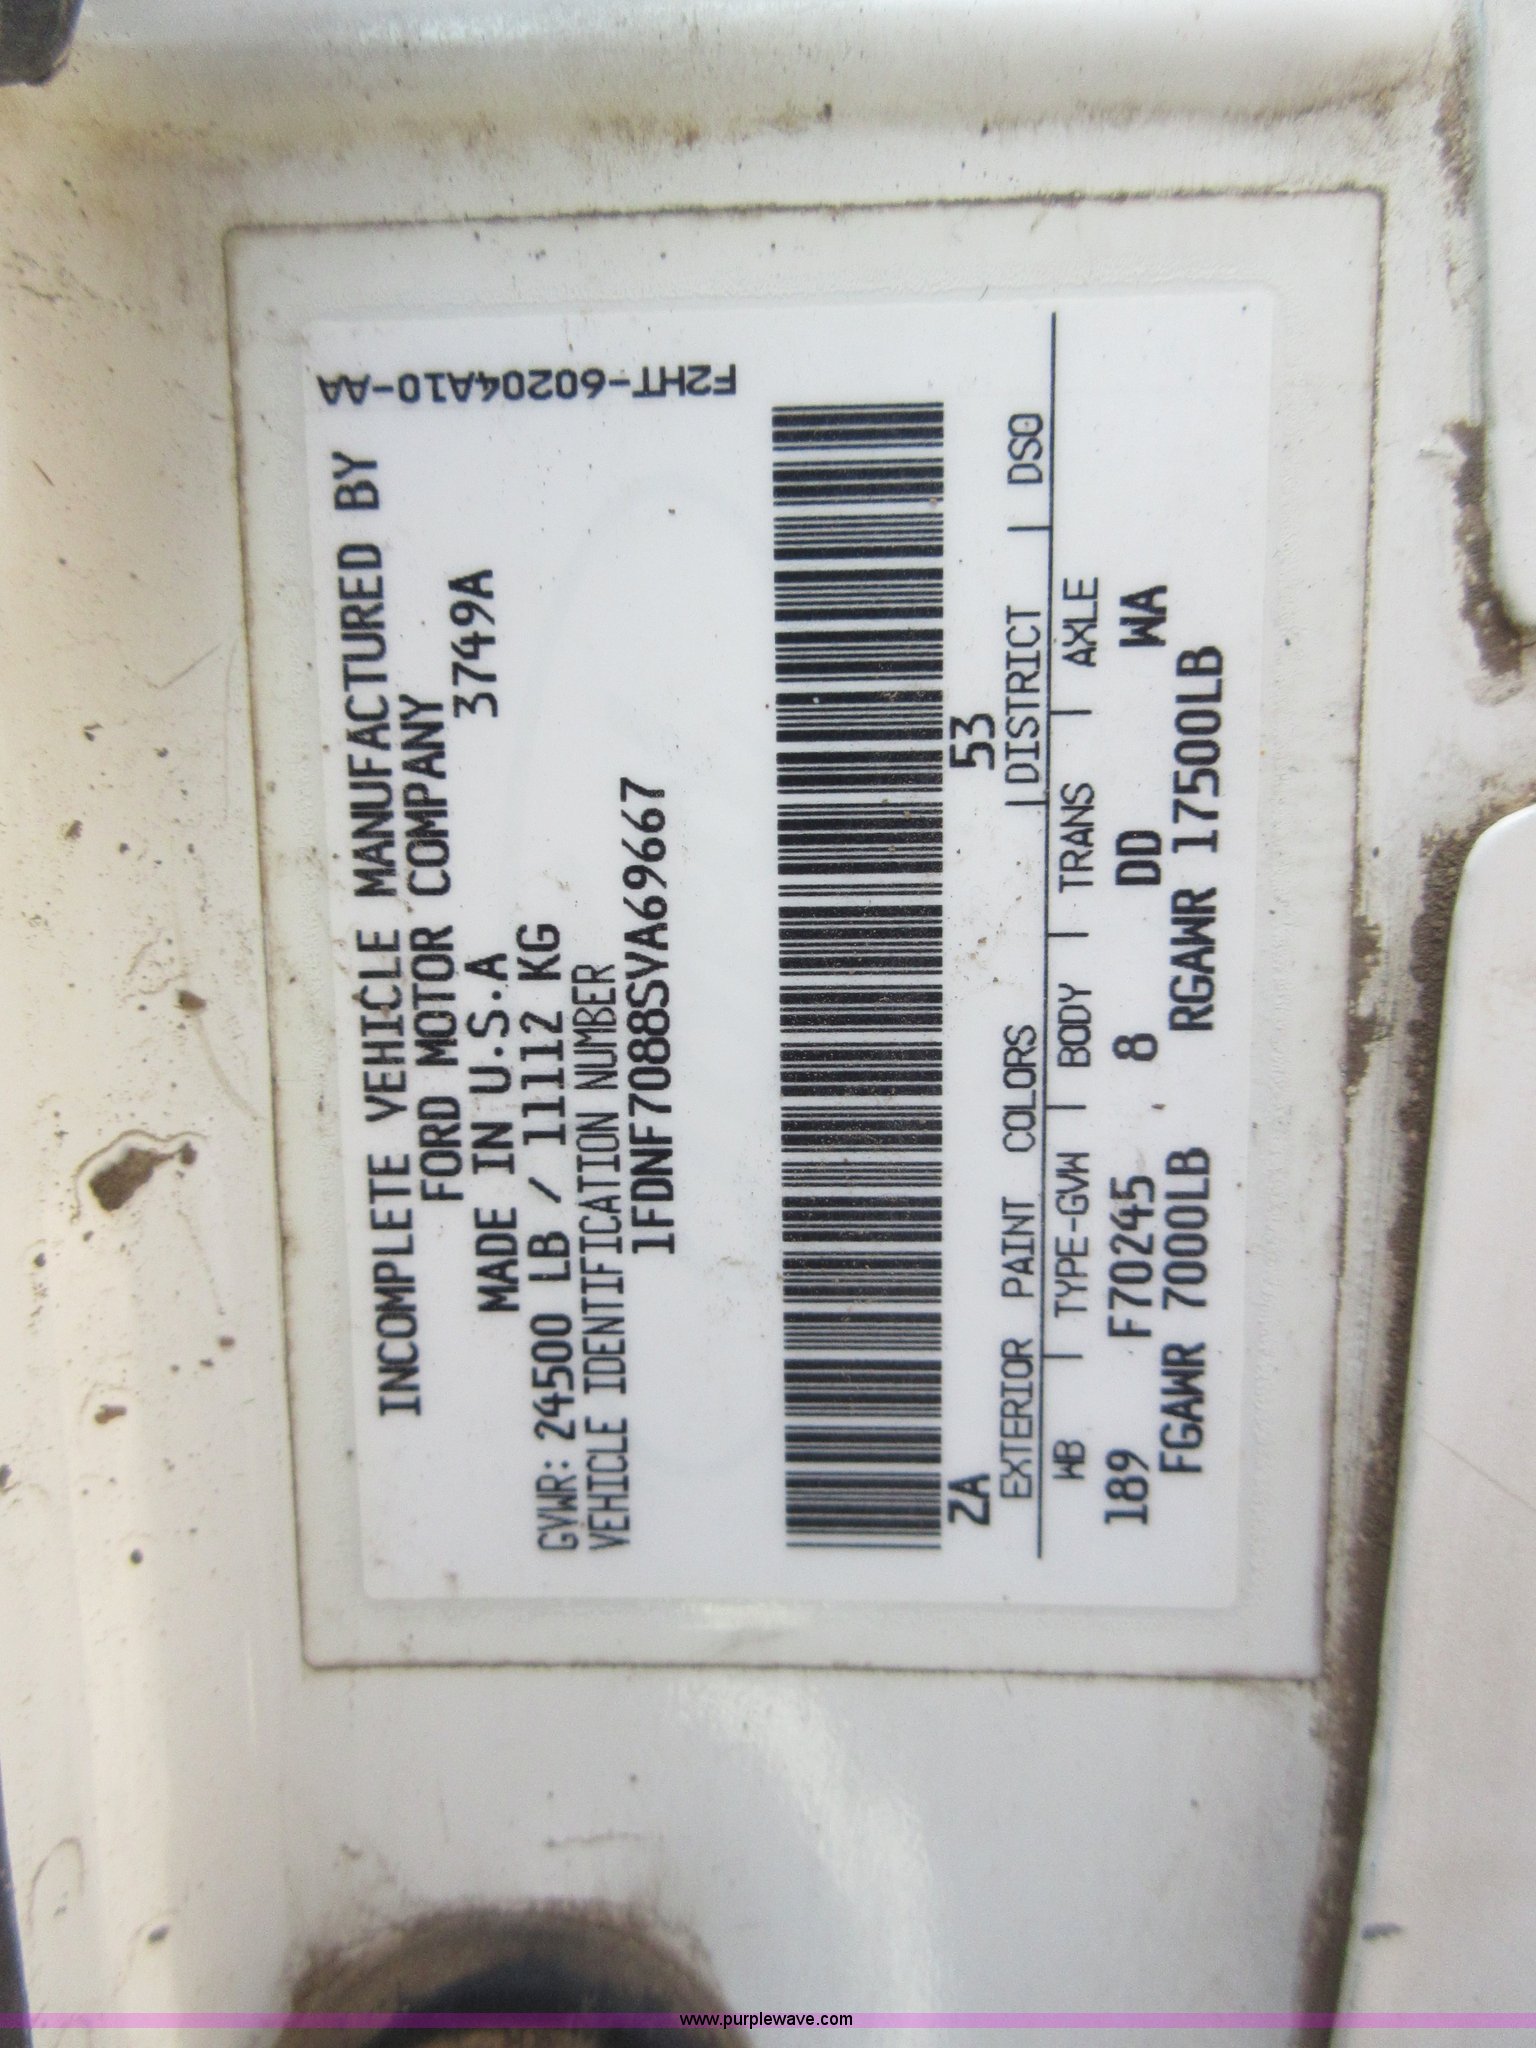 F2HT-60204A10-AA
INCOMPLETE VEHICLE MANUFACTURED BY
FORD MOTOR COMPANY
3749A
MADE IN U.S.A
GVWR: 24500 LB / 11112 KG
VEHICLE IDENTIFICATION NUMBER
1FDNF7088SVA69667
ZA 53
EXTERIOR PAINT COLORS | DISTRICT | DSO
WB | TYPE-GVW | BODY | TRANS | AXLE
189 F70245 8 DD WA
FGAWR 7000LB RGAWR 17500LB
www.purplewave.com